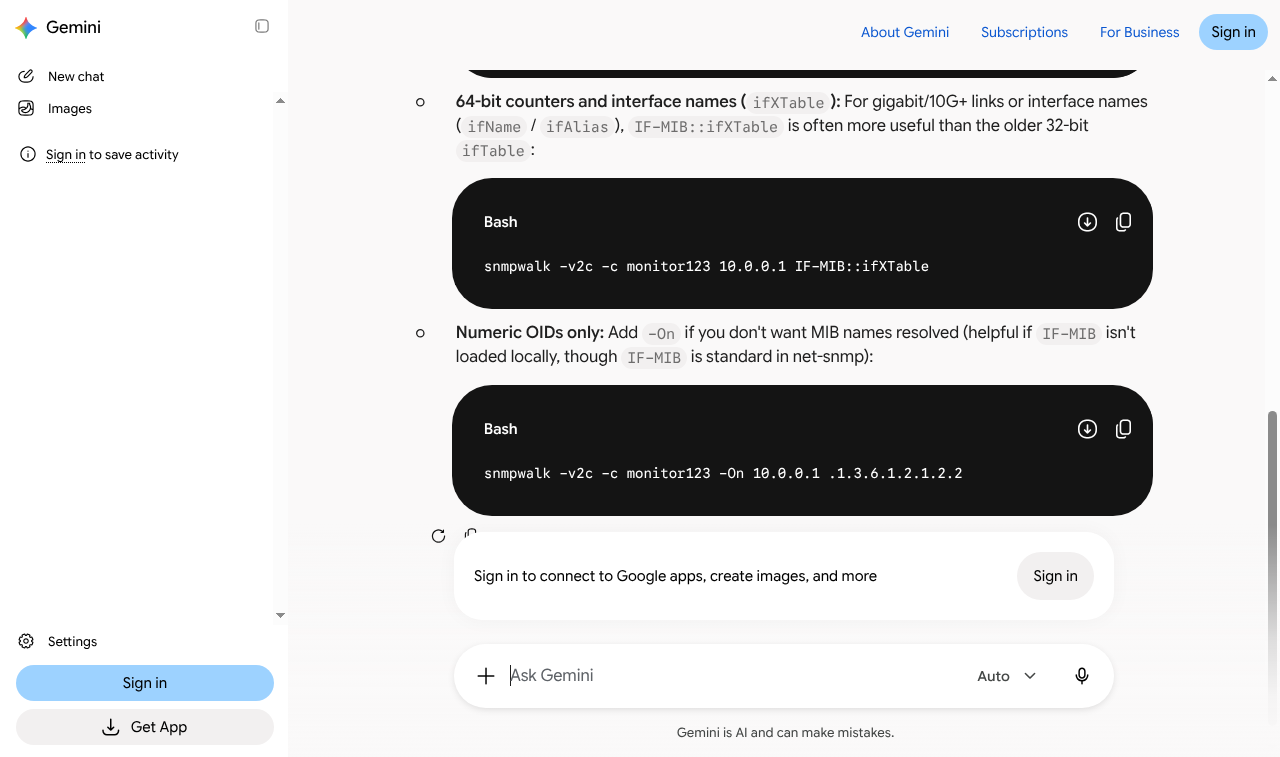 Gemini
New chat
Images
Sign in to save activity
Settings
Sign in
Get App
About Gemini
Subscriptions
For Business
Sign in
64-bit counters and interface names ( ifXTable ): For gigabit/10G+ links or interface names
( ifName / ifAlias ), IF-MIB::ifXTable is often more useful than the older 32-bit
ifTable :
Bash
snmpwalk -v2c -c monitor123 10.0.0.1 IF-MIB::ifXTable
Numeric OIDs only: Add -On if you don't want MIB names resolved (helpful if IF-MIB isn't
loaded locally, though IF-MIB is standard in net-snmp):
Bash
snmpwalk -v2c -c monitor123 -On 10.0.0.1 .1.3.6.1.2.1.2.2
Sign in to connect to Google apps, create images, and more
Sign in
Ask Gemini
Auto
Gemini is AI and can make mistakes.